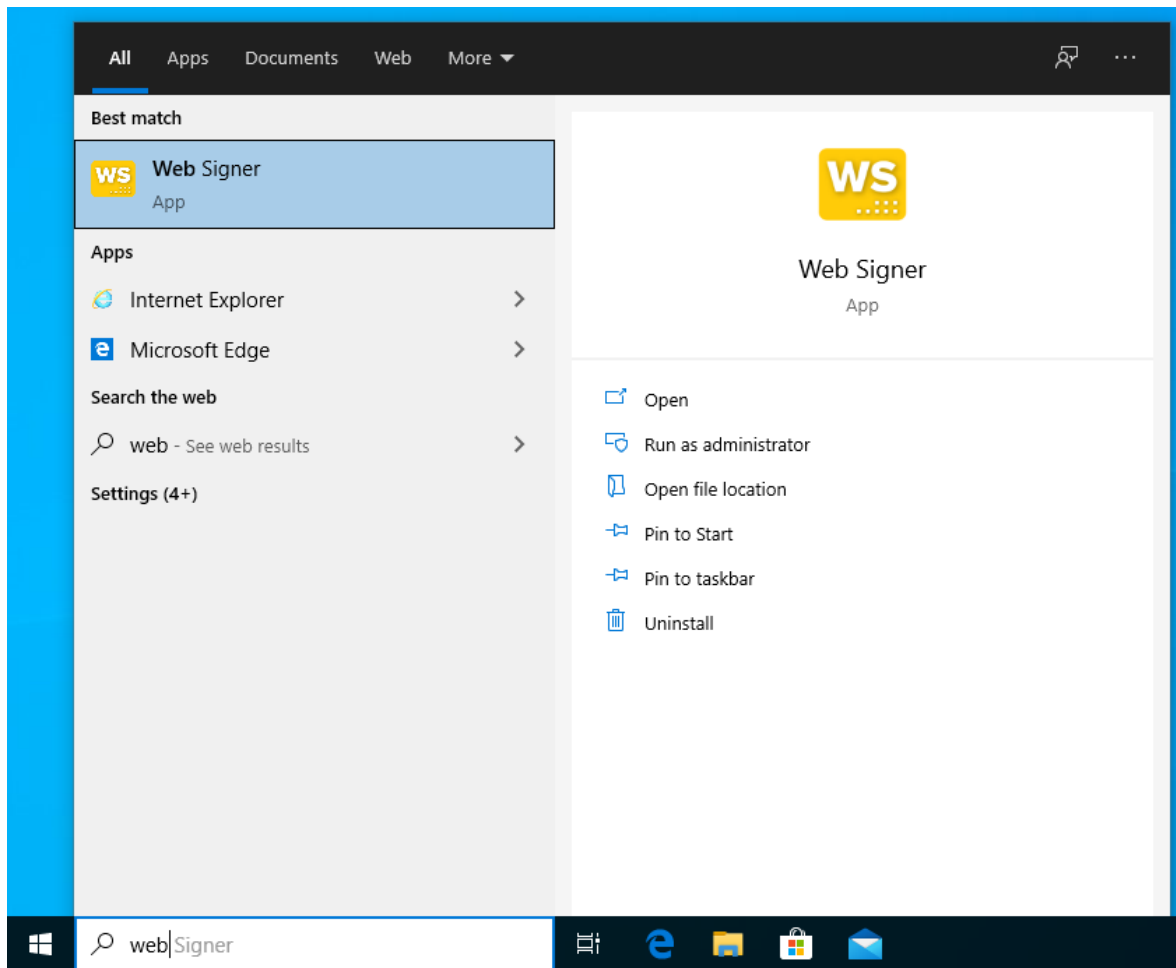 All Apps Documents Web More
Best match
WS
Web Signer
App
Apps
Internet Explorer
Microsoft Edge
Search the web
web - See web results
Settings (4+)
WS
Web Signer
App
Open
Run as administrator
Open file location
Pin to Start
Pin to taskbar
Uninstall
web Signer